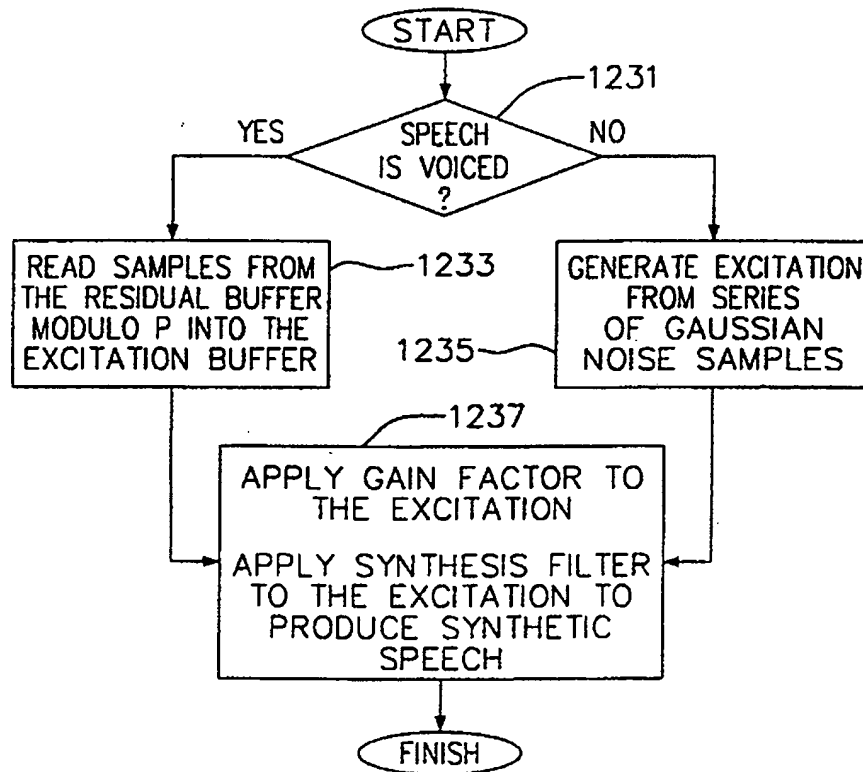 START
1231
YES
SPEECH
IS VOICED
?
NO
READ SAMPLES FROM
THE RESIDUAL BUFFER
MODULO P INTO THE
EXCITATION BUFFER
1233
GENERATE EXCITATION
FROM SERIES
OF GAUSSIAN
NOISE SAMPLES
1235
1237
APPLY GAIN FACTOR TO
THE EXCITATION
APPLY SYNTHESIS FILTER
TO THE EXCITATION TO
PRODUCE SYNTHETIC
SPEECH
FINISH